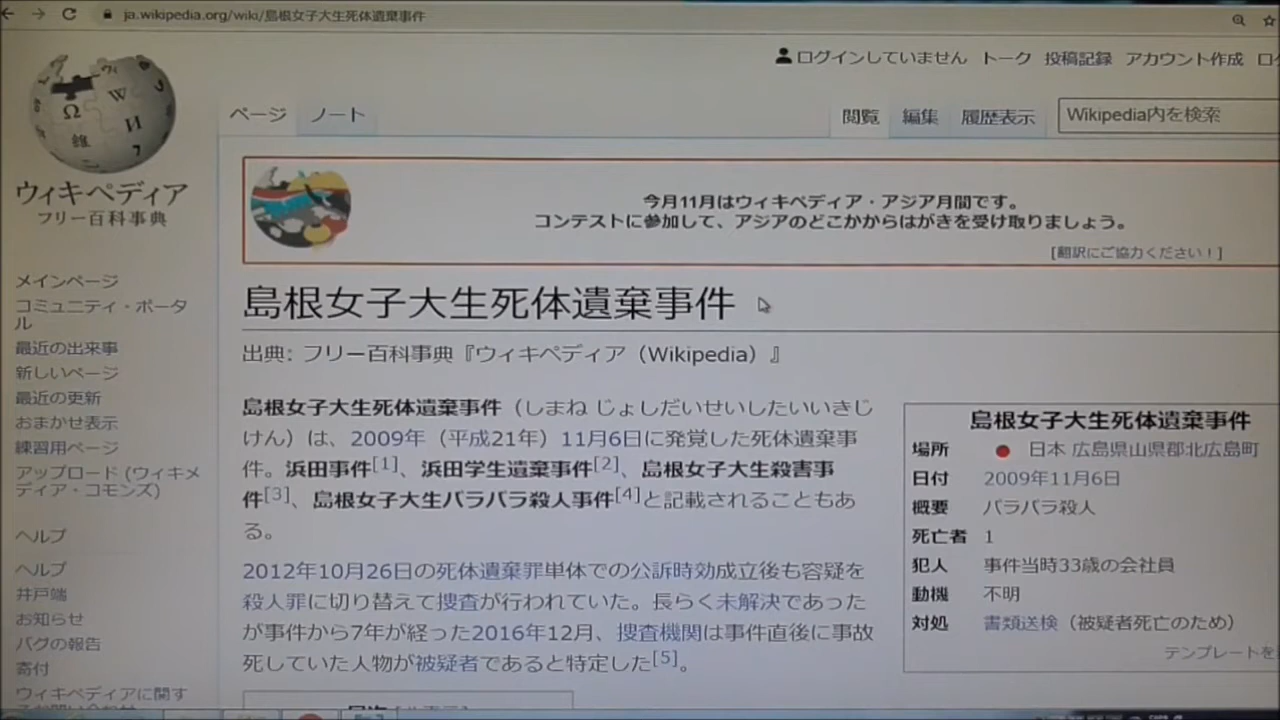 ja.wikipedia.org/wiki/島根女子大生死体遺棄事件
ログインしていません トーク 投稿記録 アカウント作成
ページ ノート 閲覧 編集 履歴表示 Wikipedia内を検索
ウィキペディア
フリー百科事典
今月11月はウィキペディア・アジア月間です。
コンテストに参加して、アジアのどこかからはがきを受け取りましょう。
[翻訳にご協力ください！]
メインページ
コミュニティ・ポータ
ル
最近の出来事
新しいページ
最近の更新
おまかせ表示
練習用ページ
アップロード (ウィキメ
ディア・コモンズ)
ヘルプ
ヘルプ
井戸端
お知らせ
バグの報告
寄付
ウィキペディアに関す
島根女子大生死体遺棄事件
出典: フリー百科事典『ウィキペディア（Wikipedia）』
島根女子大生死体遺棄事件（しまね じょしだいせいしたいいきじ
けん）は、2009年（平成21年）11月6日に発覚した死体遺棄事
件。浜田事件[1]、浜田学生遺棄事件[2]、島根女子大生殺害事
件[3]、島根女子大生バラバラ殺人事件[4]と記載されることもあ
る。
2012年10月26日の死体遺棄罪単体での公訴時効成立後も容疑を
殺人罪に切り替えて捜査が行われていた。長らく未解決であった
が事件から7年が経った2016年12月、捜査機関は事件直後に事故
死していた人物が被疑者であると特定した[5]。
島根女子大生死体遺棄事件
場所 日本 広島県山県郡北広島町
日付 2009年11月6日
概要 バラバラ殺人
死亡者 1
犯人 事件当時33歳の会社員
動機 不明
対処 書類送検（被疑者死亡のため）
テンプレートを